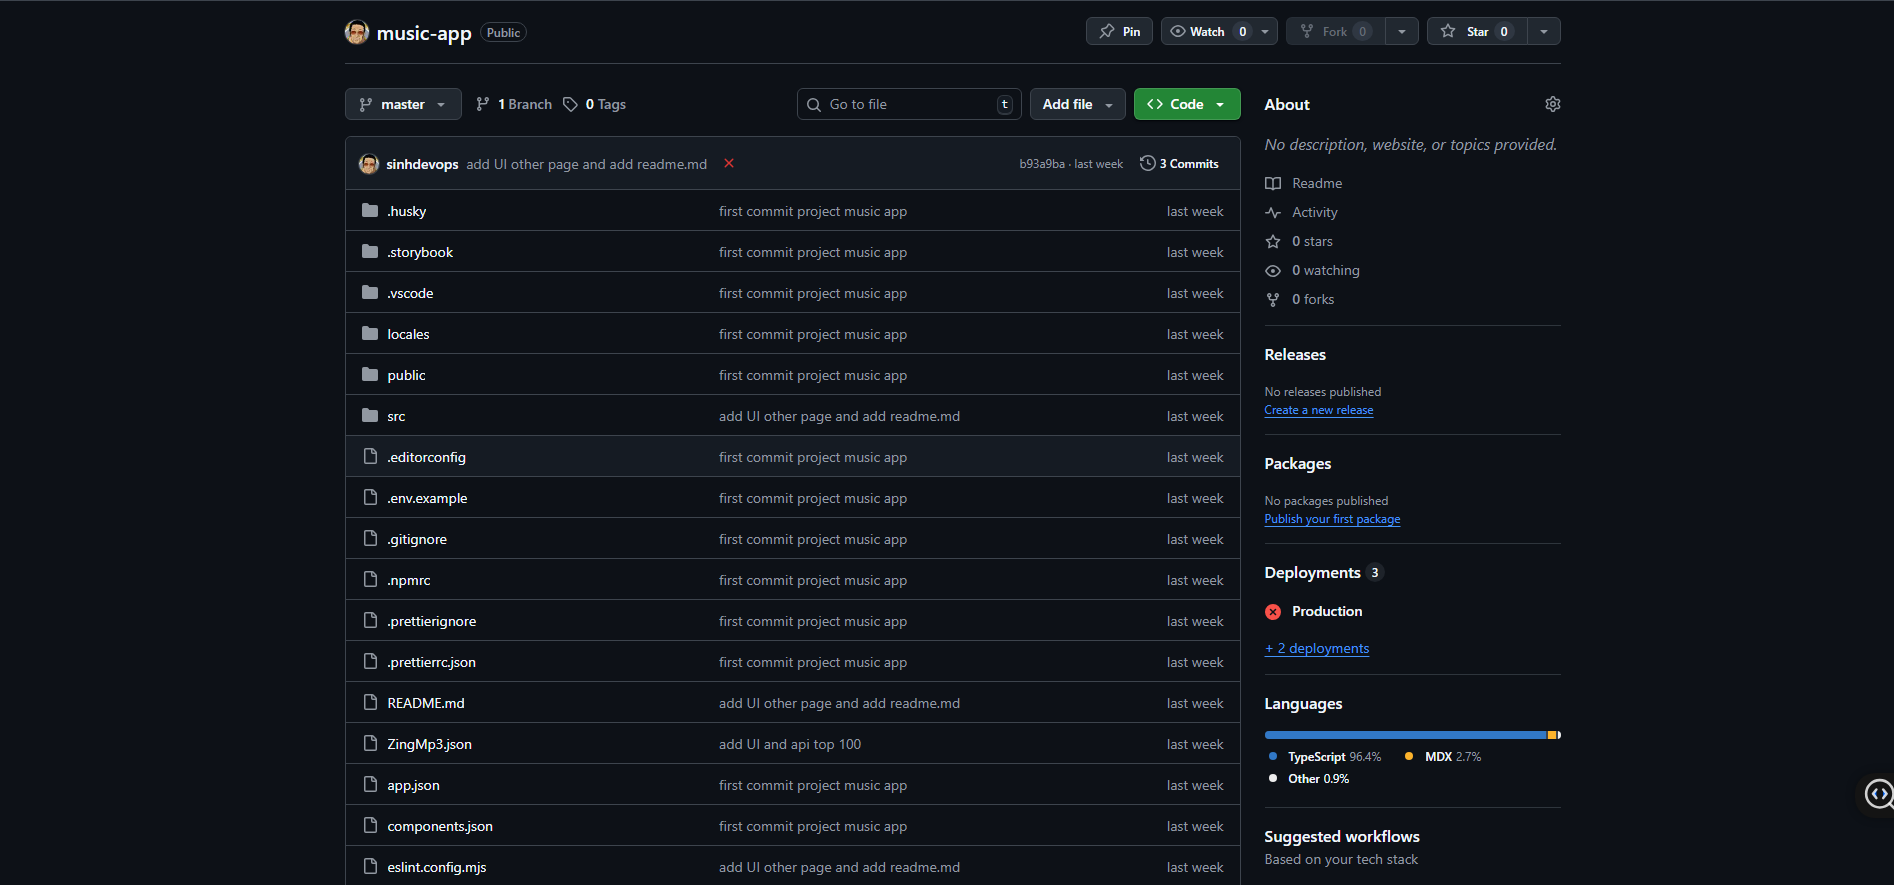 music-app Public Pin Watch 0 Fork 0 Star 0
master 1 Branch 0 Tags Go to file t Add file Code
sinhdevops add UI other page and add readme.md b93a9ba · last week 3 Commits
.husky first commit project music app last week
.storybook first commit project music app last week
.vscode first commit project music app last week
locales first commit project music app last week
public first commit project music app last week
src add UI other page and add readme.md last week
.editorconfig first commit project music app last week
.env.example first commit project music app last week
.gitignore first commit project music app last week
.npmrc first commit project music app last week
.prettierignore first commit project music app last week
.prettierrc.json first commit project music app last week
README.md add UI other page and add readme.md last week
ZingMp3.json add UI and api top 100 last week
app.json first commit project music app last week
components.json first commit project music app last week
eslint.config.mjs add UI other page and add readme.md last week
About
No description, website, or topics provided.
Readme
Activity
0 stars
0 watching
0 forks
Releases
No releases published
Create a new release
Packages
No packages published
Publish your first package
Deployments 3
Production
+ 2 deployments
Languages
TypeScript 96.4% MDX 2.7%
Other 0.9%
Suggested workflows
Based on your tech stack